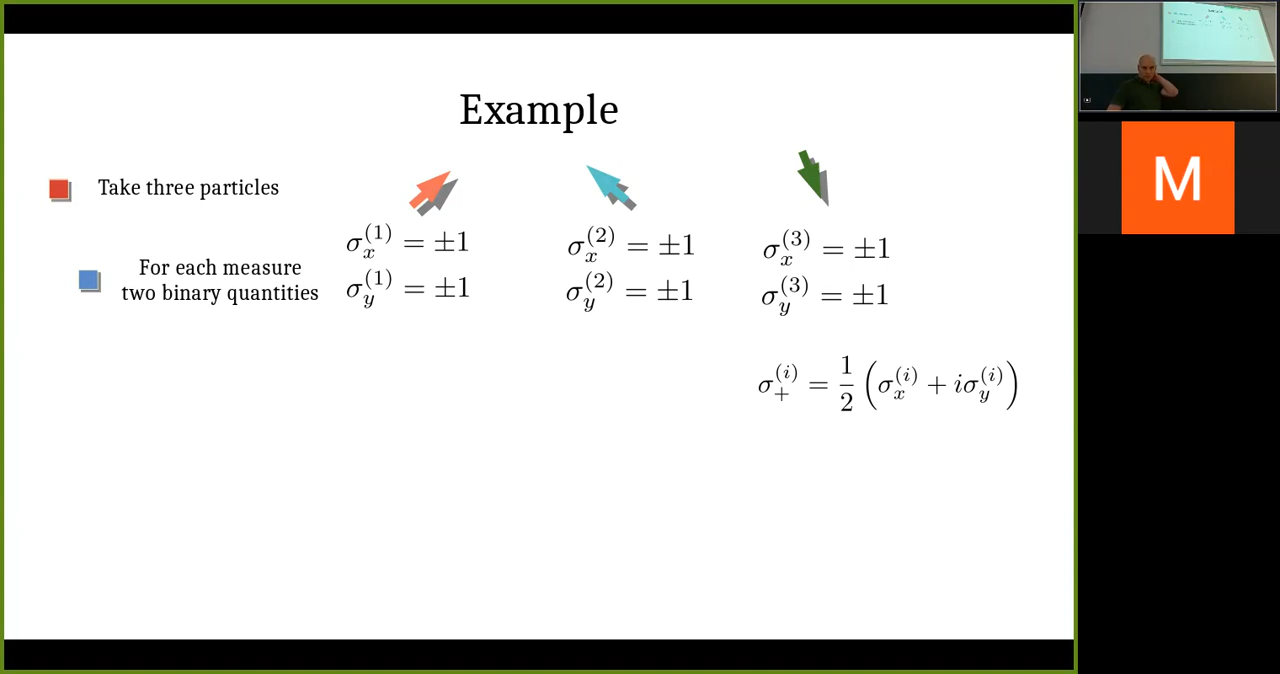 Example
Take three particles
For each measure
two binary quantities
σ_x^{(1)} = ±1
σ_y^{(1)} = ±1
σ_x^{(2)} = ±1
σ_y^{(2)} = ±1
σ_x^{(3)} = ±1
σ_y^{(3)} = ±1
σ_+^{(i)} = \frac{1}{2} (σ_x^{(i)} + iσ_y^{(i)})
M